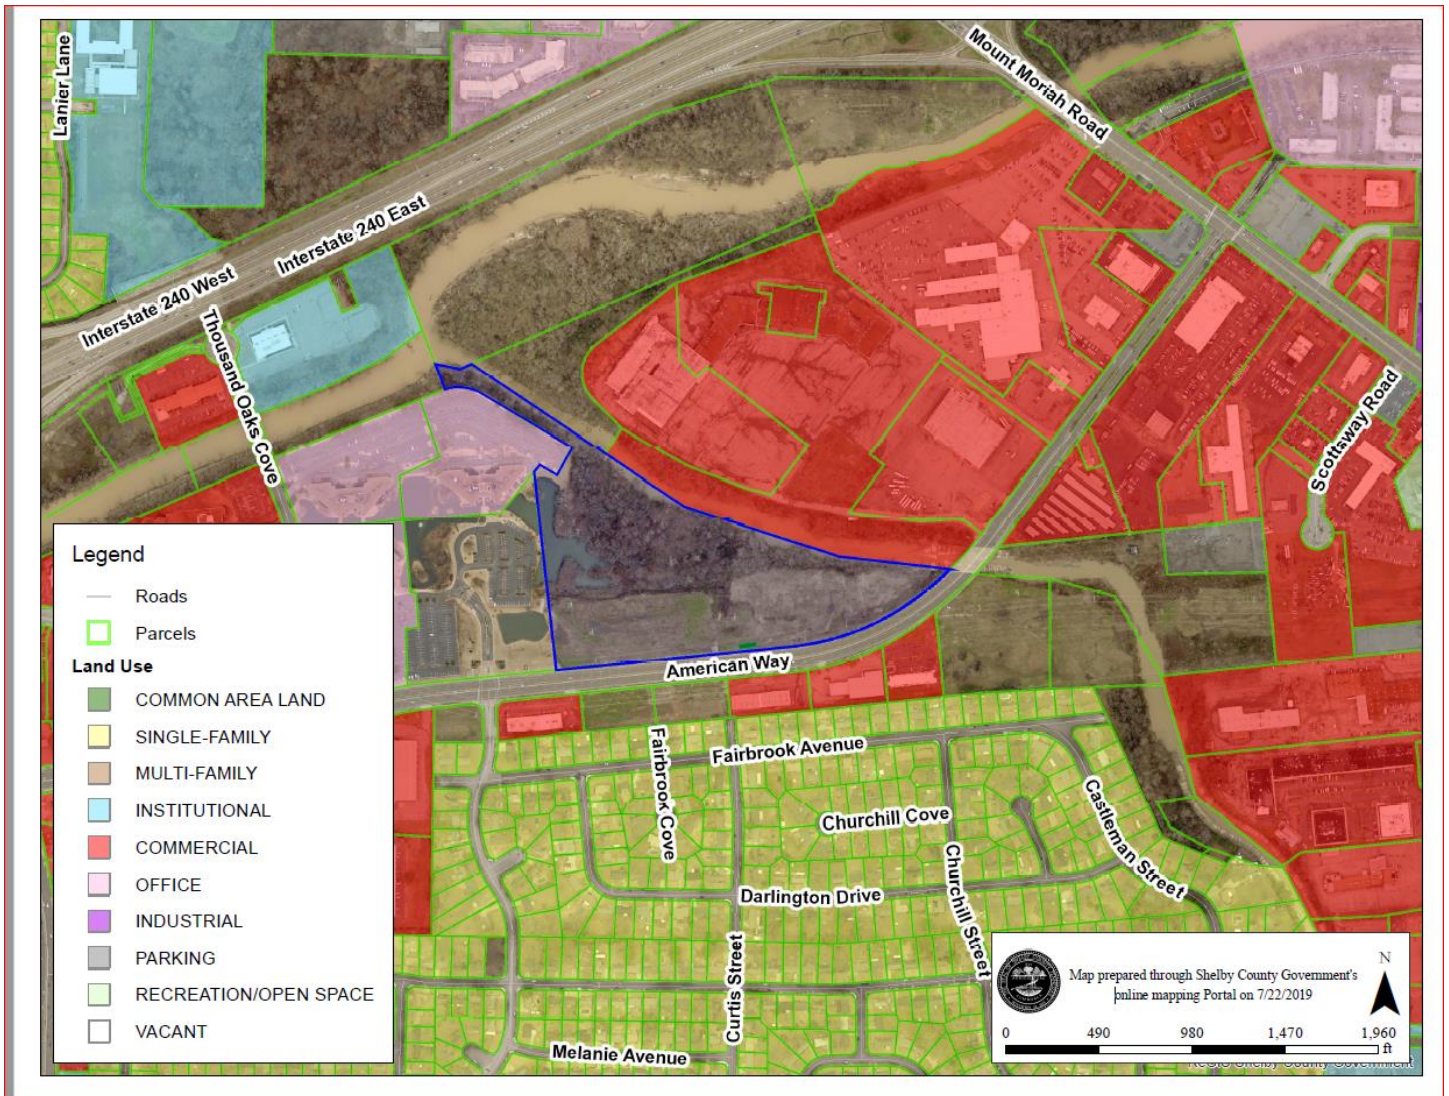 Lanier Lane
Mount Moriah Road
Interstate 240 East
Interstate 240 West
Thousand Oaks Cove
Scottsway Road
American Way
Fairbrook Avenue
Fairbrook Cove
Churchill Cove
Castleman Street
Churchill Street
Darlington Drive
Curtis Street
Melanie Avenue
Legend
Roads
Parcels
Land Use
COMMON AREA LAND
SINGLE-FAMILY
MULTI-FAMILY
INSTITUTIONAL
COMMERCIAL
OFFICE
INDUSTRIAL
PARKING
RECREATION/OPEN SPACE
VACANT
Map prepared through Shelby County Government's
online mapping Portal on 7/22/2019
N
0 490 980 1,470 1,960
ft